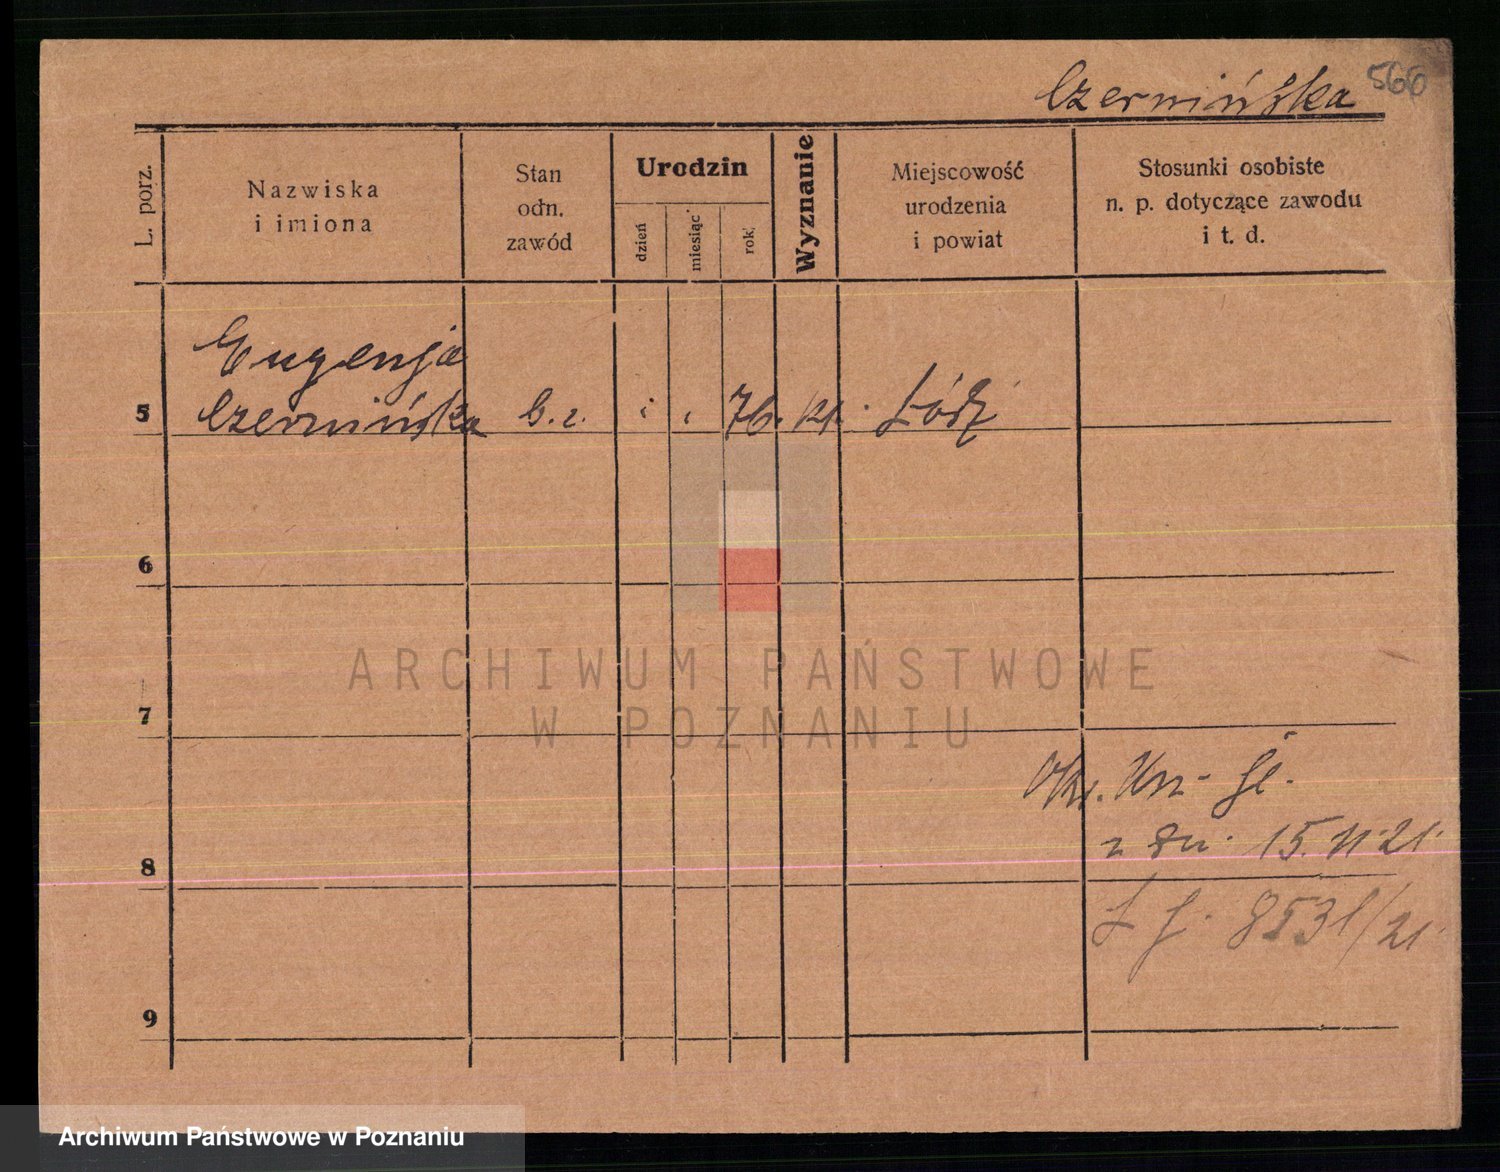 566
Czermińska
L. porz.
Nazwiska
i imiona
Stan
odn.
zawód
Urodzin
dzień
miesiąc
rok
Wyznanie
Miejscowość
urodzenia
i powiat
Stosunki osobiste
n. p. dotyczące zawodu
i t. d.
Eugenja
5 Czermińska b. z. 76. kt. Łódź
6
ARCHIWUM PAŃSTWOWE
W POZNANIU
7
z dn. 15.11.21.
8
8531/21
9
Archiwum Państwowe w Poznaniu